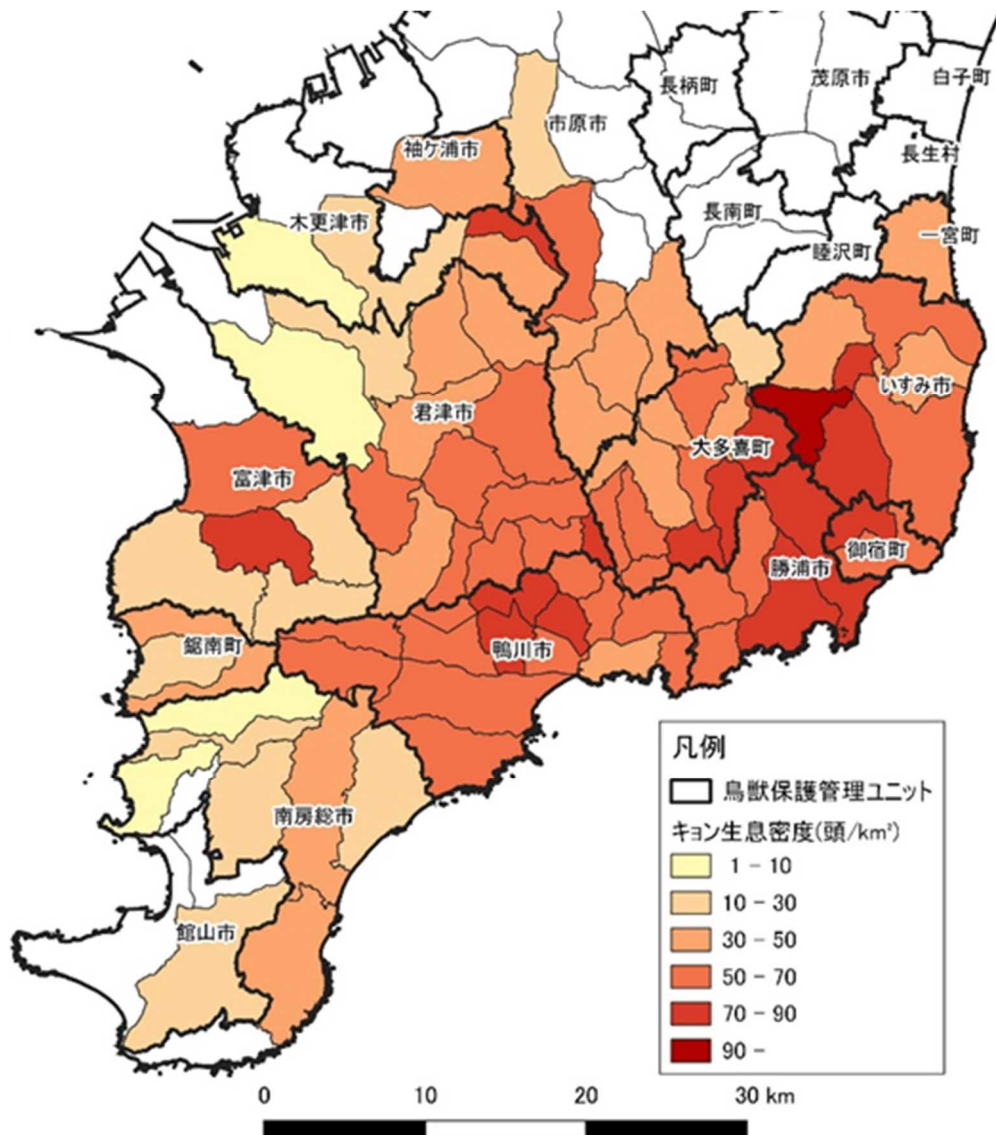 長柄町
茂原市
白子町
市原市
袖ケ浦市
長生村
木更津市
長南町
一宮町
睦沢町
いすみ市
君津市
大多喜町
富津市
御宿町
勝浦市
鋸南町
鴨川市
南房総市
館山市
凡例
鳥獣保護管理ユニット
キョン生息密度(頭/km²)
1 - 10
10 - 30
30 - 50
50 - 70
70 - 90
90 -
0 10 20 30 km